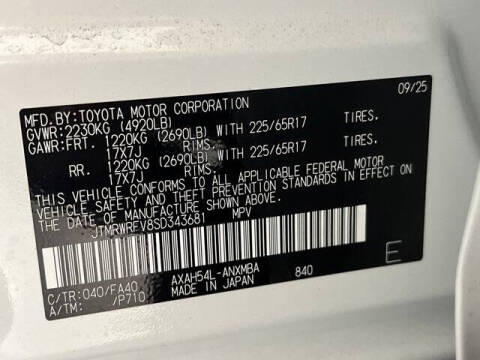 MFD.BY:TOYOTA MOTOR CORPORATION 09/25
GVWR:2230KG (4920LB)
GAWR:FRT. 1220KG (2690LB) WITH 225/65R17 TIRES.
17X7J RIMS.
RR. 1220KG (2690LB) WITH 225/65R17 TIRES.
17X7J RIMS.
THIS VEHICLE CONFORMS TO ALL APPLICABLE FEDERAL MOTOR
VEHICLE SAFETY AND THEFT PREVENTION STANDARDS IN EFFECT ON
THE DATE OF MANUFACTURE SHOWN ABOVE.
JTMRWRFV8SD343681 MPV
C/TR:040/FA40 AXAH54L-ANXMBA 840 E
A/TM: /P710 MADE IN JAPAN